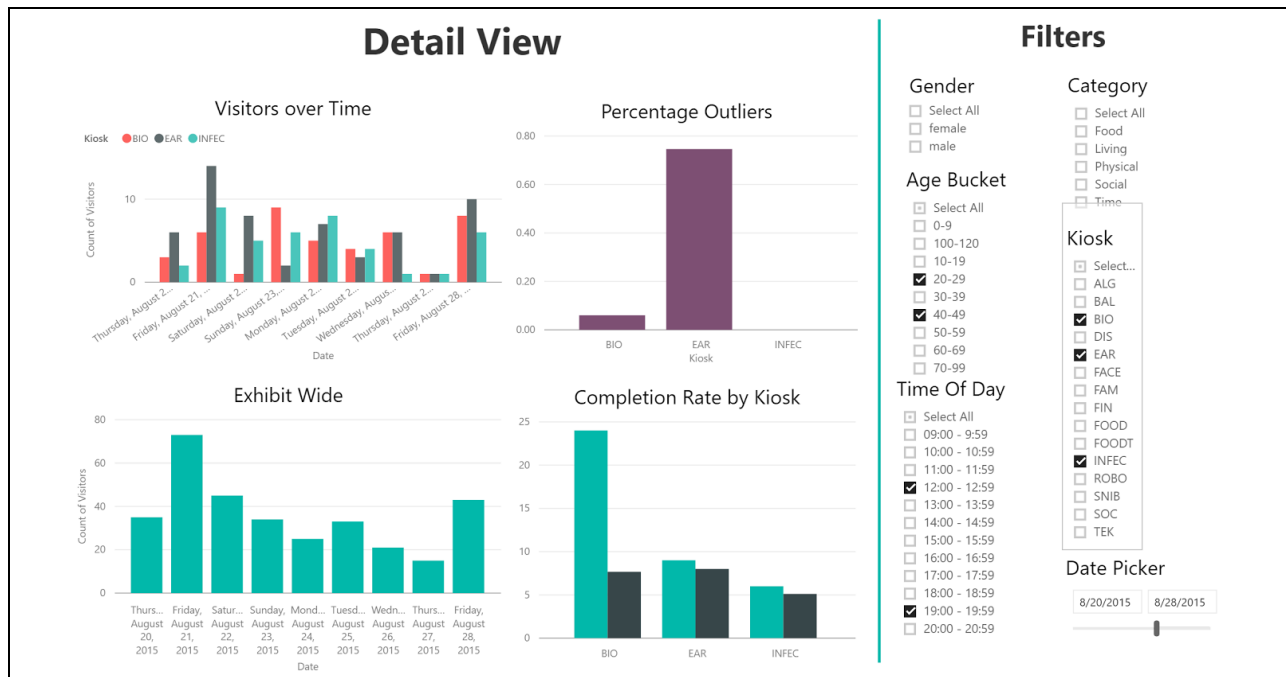 Detail View
Visitors over Time
Kiosk BIO EAR INFEC
Count of Visitors
10
0
Thursday, August 2...
Friday, August 21, ...
Saturday, August 2...
Sunday, August 23,...
Monday, August 2...
Tuesday, August 2...
Wednesday, Augus...
Thursday, August 2...
Friday, August 28, ...
Date
Percentage Outliers
0.80
0.60
0.40
0.20
0.00
BIO EAR INFEC
Kiosk
Exhibit Wide
Count of Visitors
80
60
40
20
0
Thurs... Friday, Satur... Sunday, Mond... Tuesd... Wedn... Thurs... Friday,
August August August August August August August August August
20, 21, 22, 23, 24, 25, 26, 27, 28,
2015 2015 2015 2015 2015 2015 2015 2015 2015
Date
Completion Rate by Kiosk
25
20
15
10
5
0
BIO EAR INFEC
Filters
Gender
Select All
female
male
Age Bucket
Select All
0-9
100-120
10-19
20-29
30-39
40-49
50-59
60-69
70-99
Time Of Day
Select All
09:00 - 9:59
10:00 - 10:59
11:00 - 11:59
12:00 - 12:59
13:00 - 13:59
14:00 - 14:59
15:00 - 15:59
16:00 - 16:59
17:00 - 17:59
18:00 - 18:59
19:00 - 19:59
20:00 - 20:59
Category
Select All
Food
Living
Physical
Social
Time
Kiosk
Select...
ALG
BAL
BIO
DIS
EAR
FACE
FAM
FIN
FOOD
FOODT
INFEC
ROBO
SNIB
SOC
TEK
Date Picker
8/20/2015 8/28/2015